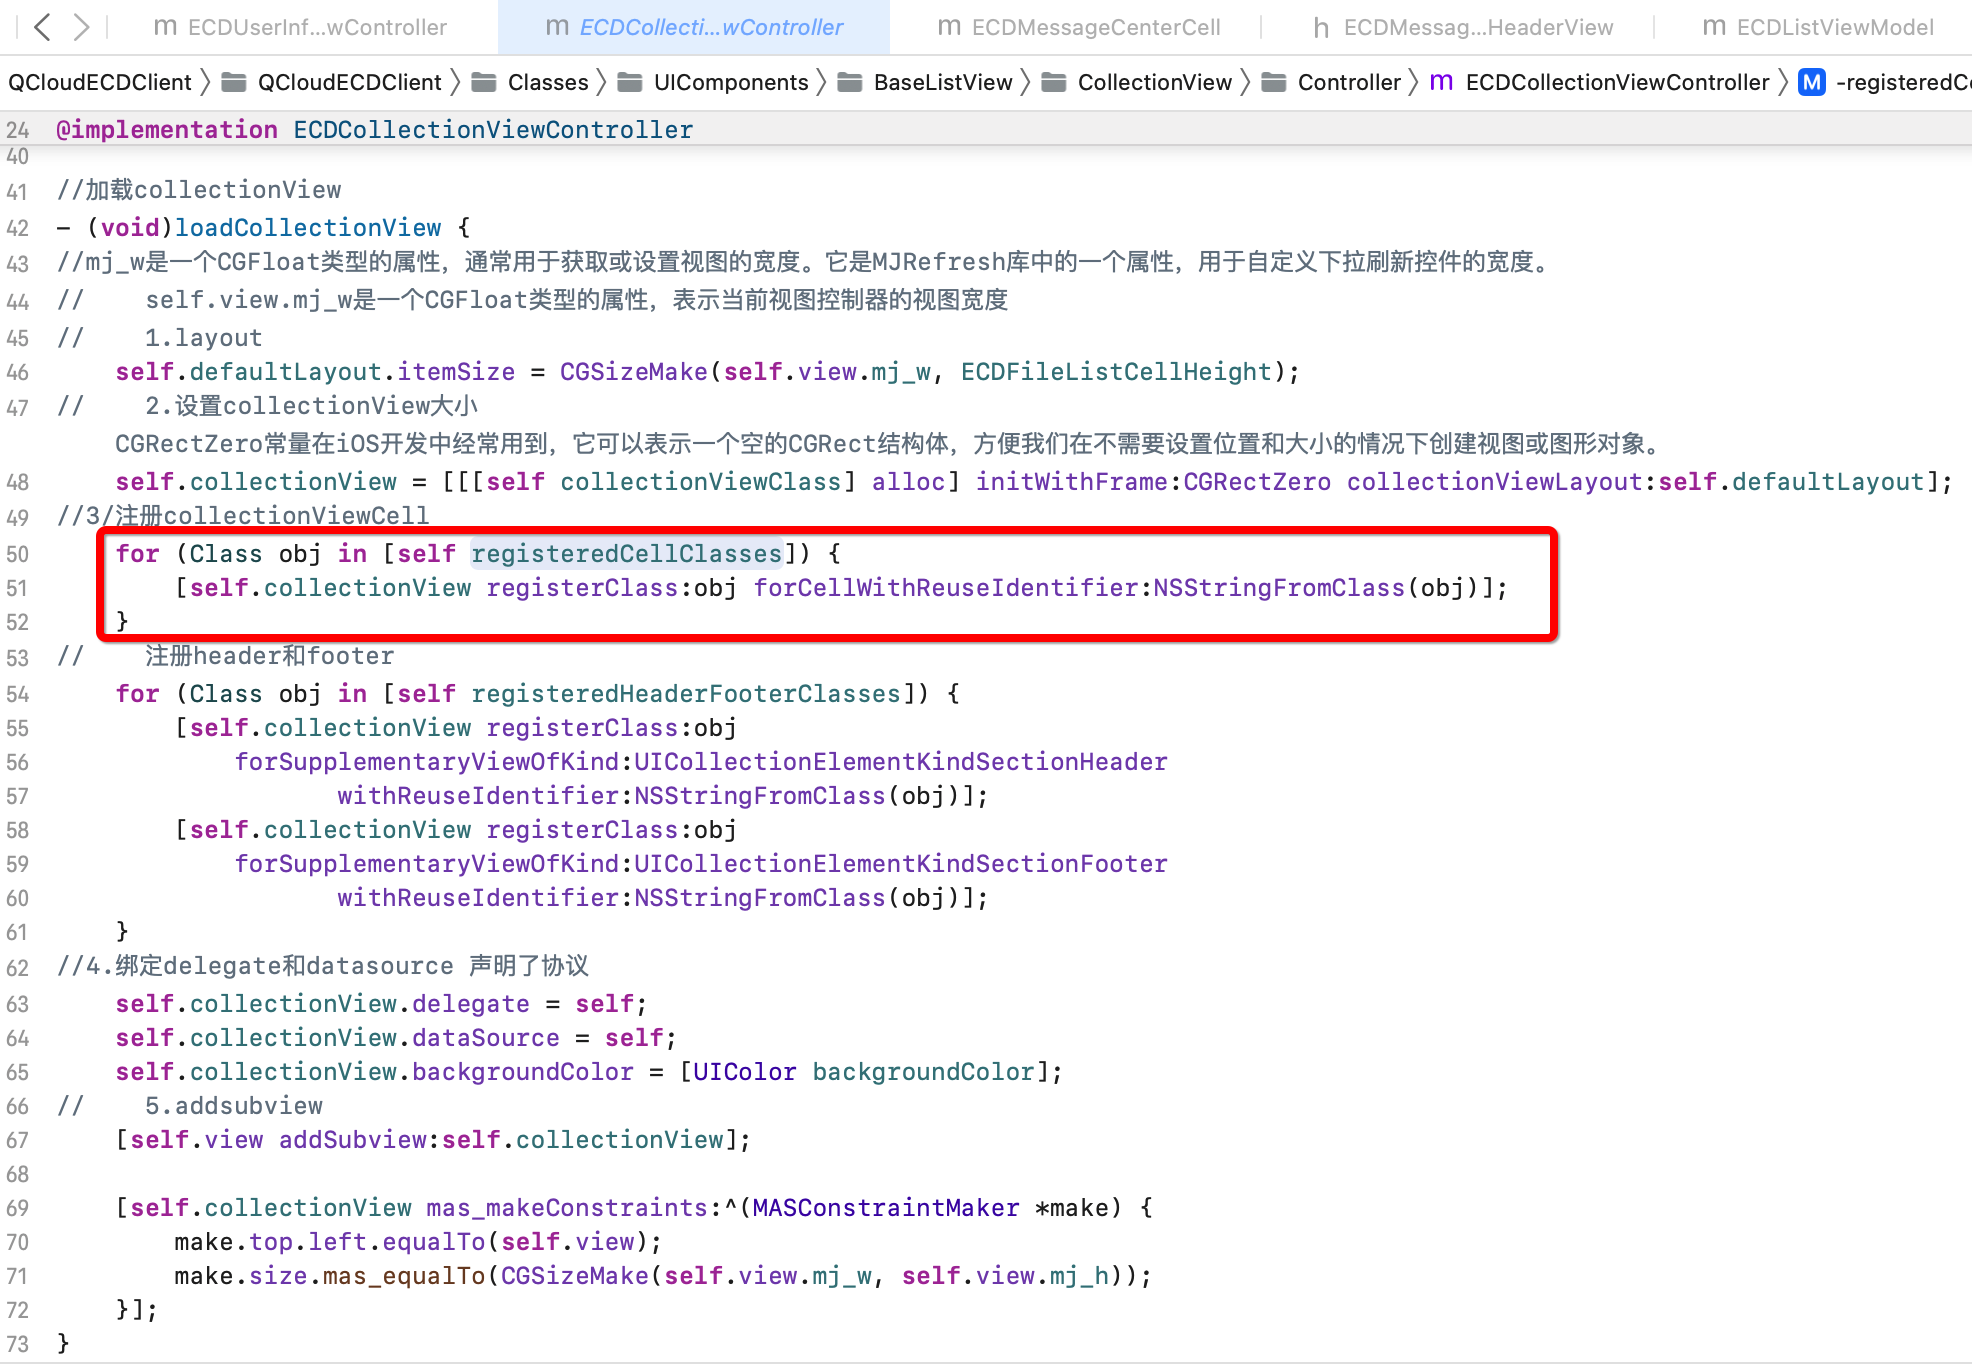 m ECDUserInf...wController m ECDCollecti...wController m ECDMessageCenterCell h ECDMessag...HeaderView m ECDListViewModel
QCloudECDClient 〉 QCloudECDClient 〉 Classes 〉 UIComponents 〉 BaseListView 〉 CollectionView 〉 Controller 〉 m ECDCollectionViewController 〉 M -registeredCe
24 @implementation ECDCollectionViewController
40
41 //加载collectionView
42 - (void)loadCollectionView {
43 //mj_w是一个CGFloat类型的属性，通常用于获取或设置视图的宽度。它是MJRefresh库中的一个属性，用于自定义下拉刷新控件的宽度。
44 //    self.view.mj_w是一个CGFloat类型的属性，表示当前视图控制器的视图宽度
45 //    1.layout
46     self.defaultLayout.itemSize = CGSizeMake(self.view.mj_w, ECDFileListCellHeight);
47 //    2.设置collectionView大小
CGRectZero常量在iOS开发中经常用到，它可以表示一个空的CGRect结构体，方便我们在不需要设置位置和大小的情况下创建视图或图形对象。
48     self.collectionView = [[[self collectionViewClass] alloc] initWithFrame:CGRectZero collectionViewLayout:self.defaultLayout];
49 //3/注册collectionViewCell
50     for (Class obj in [self registeredCellClasses]) {
51         [self.collectionView registerClass:obj forCellWithReuseIdentifier:NSStringFromClass(obj)];
52     }
53 //    注册header和footer
54     for (Class obj in [self registeredHeaderFooterClasses]) {
55         [self.collectionView registerClass:obj
56             forSupplementaryViewOfKind:UICollectionElementKindSectionHeader
57                    withReuseIdentifier:NSStringFromClass(obj)];
58         [self.collectionView registerClass:obj
59             forSupplementaryViewOfKind:UICollectionElementKindSectionFooter
60                    withReuseIdentifier:NSStringFromClass(obj)];
61     }
62 //4.绑定delegate和datasource 声明了协议
63     self.collectionView.delegate = self;
64     self.collectionView.dataSource = self;
65     self.collectionView.backgroundColor = [UIColor backgroundColor];
66 //    5.addsubview
67     [self.view addSubview:self.collectionView];
68
69     [self.collectionView mas_makeConstraints:^(MASConstraintMaker *make) {
70         make.top.left.equalTo(self.view);
71         make.size.mas_equalTo(CGSizeMake(self.view.mj_w, self.view.mj_h));
72     }];
73 }